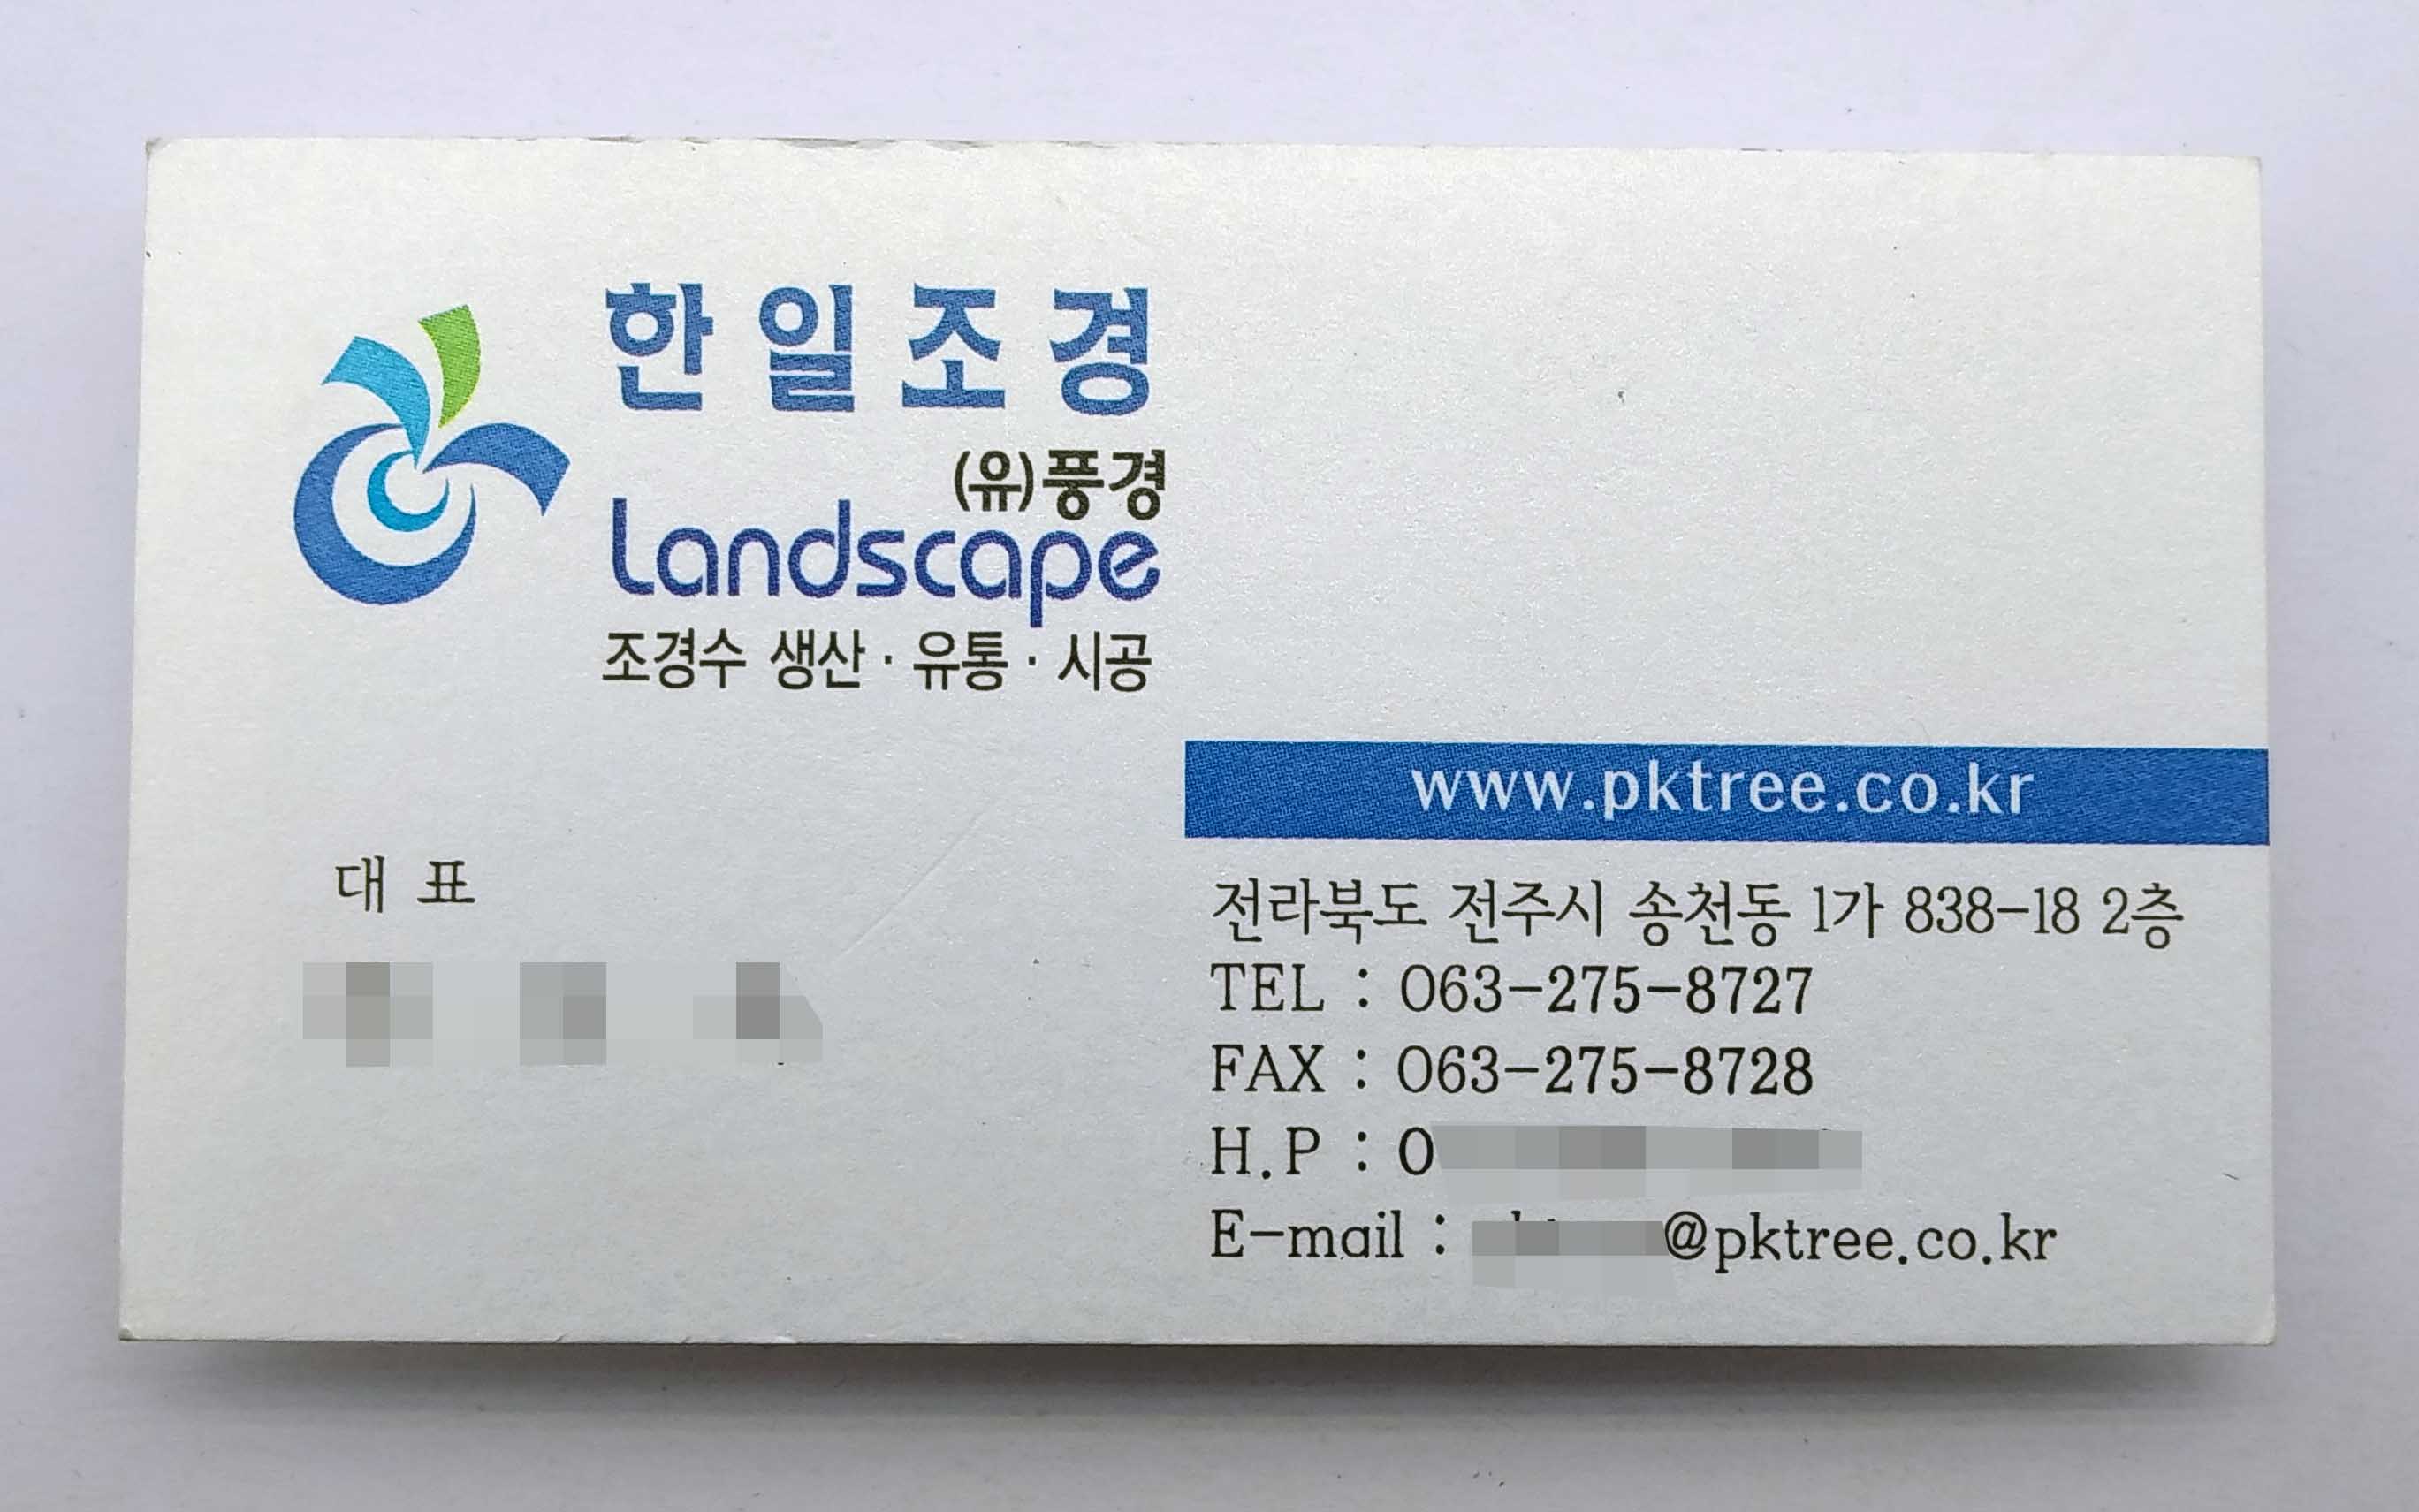 한일조경
(유)풍경
Landscape
조경수 생산 · 유통 · 시공
www.pktree.co.kr
대 표
전라북도 전주시 송천동 1가 838-18 2층
TEL : 063-275-8727
FAX : 063-275-8728
H.P : 0
E-mail : @pktree.co.kr